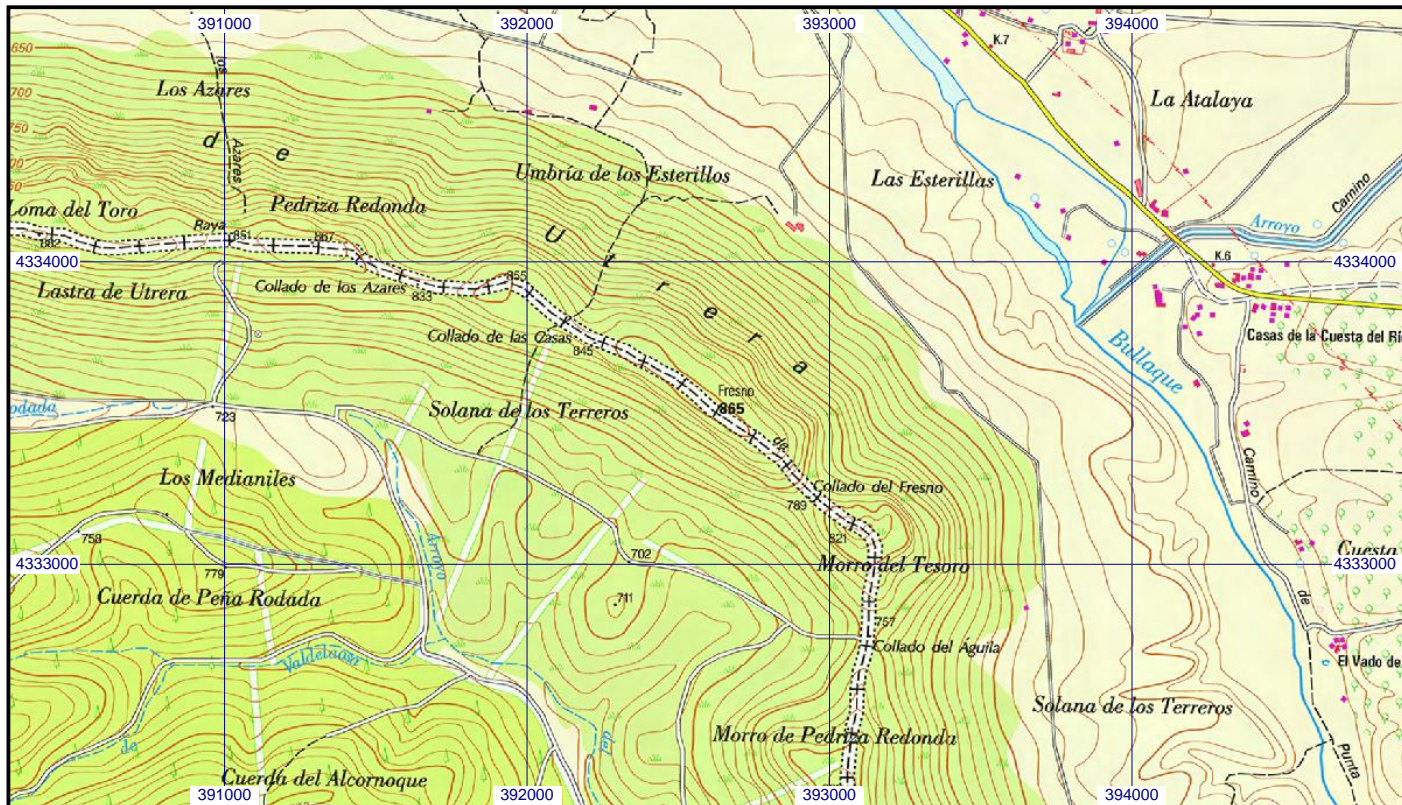 391000
392000
393000
394000
K.7
650
los
Los Azares
700
La Atalaya
750
d e
Azares
Umbría de los Esterillos
Las Esterillas
Camino
Loma del Toro
Pedriza Redonda
Raya
Arroyo
882
851
867
U
K.6
4334000
4334000
855
Lastra de Utrera
Collado de los Azares
833
t
r
e
r
a
Collado de las Casas
845
Bullaque
Casas de la Cuesta del Rí
Fresno
865
odada
723
Solana de los Terreros
de
Los Medianiles
Collado del Fresno
789
Camino
758
821
Arroyo
702
Cuesta
4333000
779
Morro del Tesoro
4333000
Cuerda de Peña Rodada
711
de
757
Collado del Águila
Valdelaosa
El Vado de
Solana de los Terreros
Morro de Pedriza Redonda
de
del
Punta
Cuerda del Alcornoque
391000
392000
393000
394000